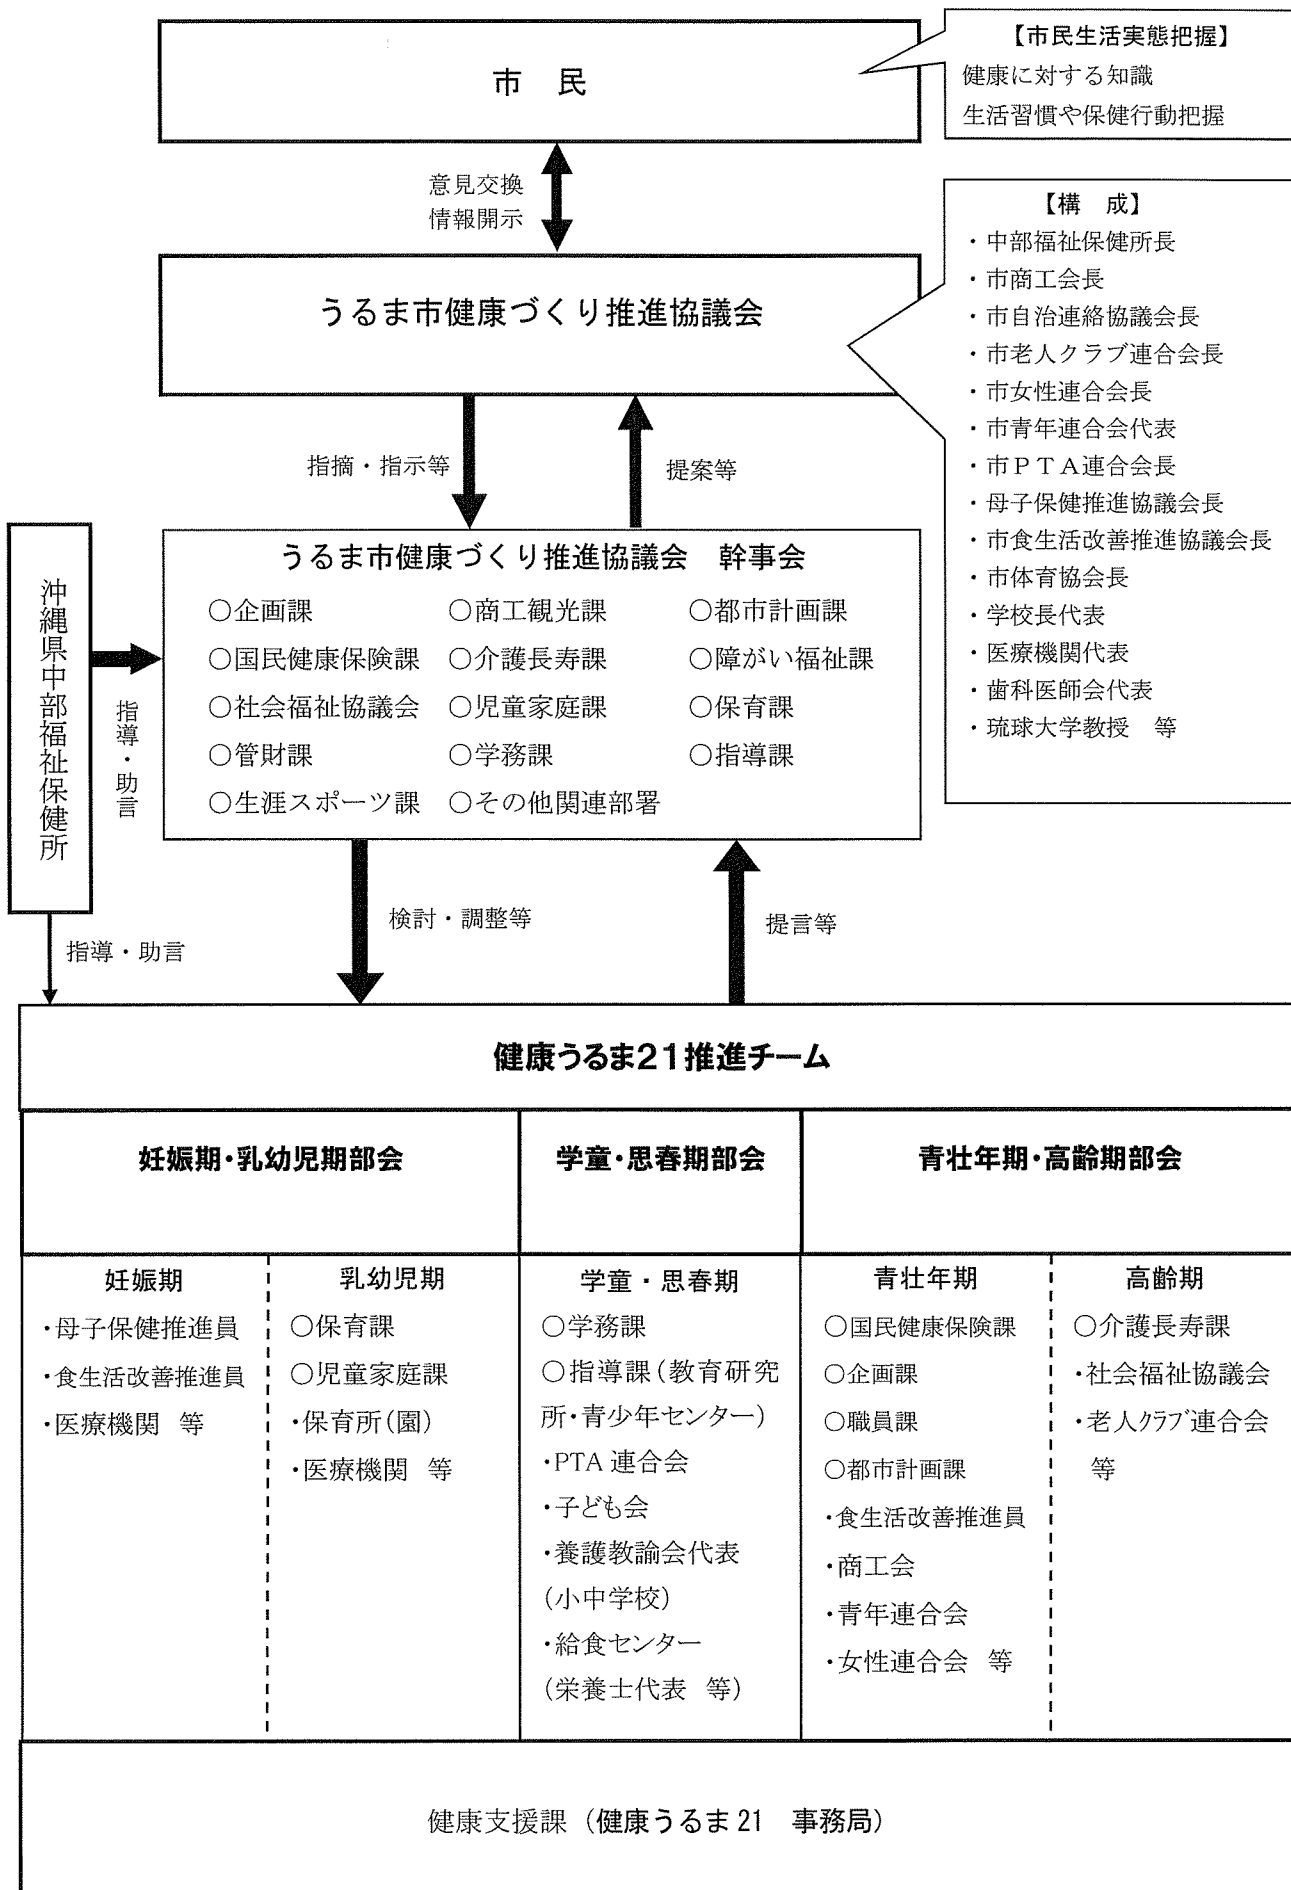 市　民
【市民生活実態把握】
健康に対する知識
生活習慣や保健行動把握
意見交換
情報開示
うるま市健康づくり推進協議会
【構　成】
・中部福祉保健所長
・市商工会長
・市自治連絡協議会長
・市老人クラブ連合会長
・市女性連合会長
・市青年連合会代表
・市ＰＴＡ連合会長
・母子保健推進協議会長
・市食生活改善推進協議会長
・市体育協会長
・学校長代表
・医療機関代表
・歯科医師会代表
・琉球大学教授　等
指摘・指示等
提案等
沖縄県中部福祉保健所
指導・助言
うるま市健康づくり推進協議会　幹事会
○企画課　○商工観光課　○都市計画課
○国民健康保険課　○介護長寿課　○障がい福祉課
○社会福祉協議会　○児童家庭課　○保育課
○管財課　○学務課　○指導課
○生涯スポーツ課　○その他関連部署
検討・調整等
提言等
指導・助言
健康うるま21推進チーム
妊娠期・乳幼児期部会
学童・思春期部会
青壮年期・高齢期部会
妊娠期
・母子保健推進員
・食生活改善推進員
・医療機関 等
乳幼児期
○保育課
○児童家庭課
・保育所(園)
・医療機関 等
学童・思春期
○学務課
○指導課(教育研究
所・青少年センター)
・PTA 連合会
・子ども会
・養護教諭会代表
(小中学校)
・給食センター
(栄養士代表 等)
青壮年期
○国民健康保険課
○企画課
○職員課
○都市計画課
・食生活改善推進員
・商工会
・青年連合会
・女性連合会 等
高齢期
○介護長寿課
・社会福祉協議会
・老人ｸﾗﾌﾞ連合会
等
健康支援課（健康うるま 21　事務局）